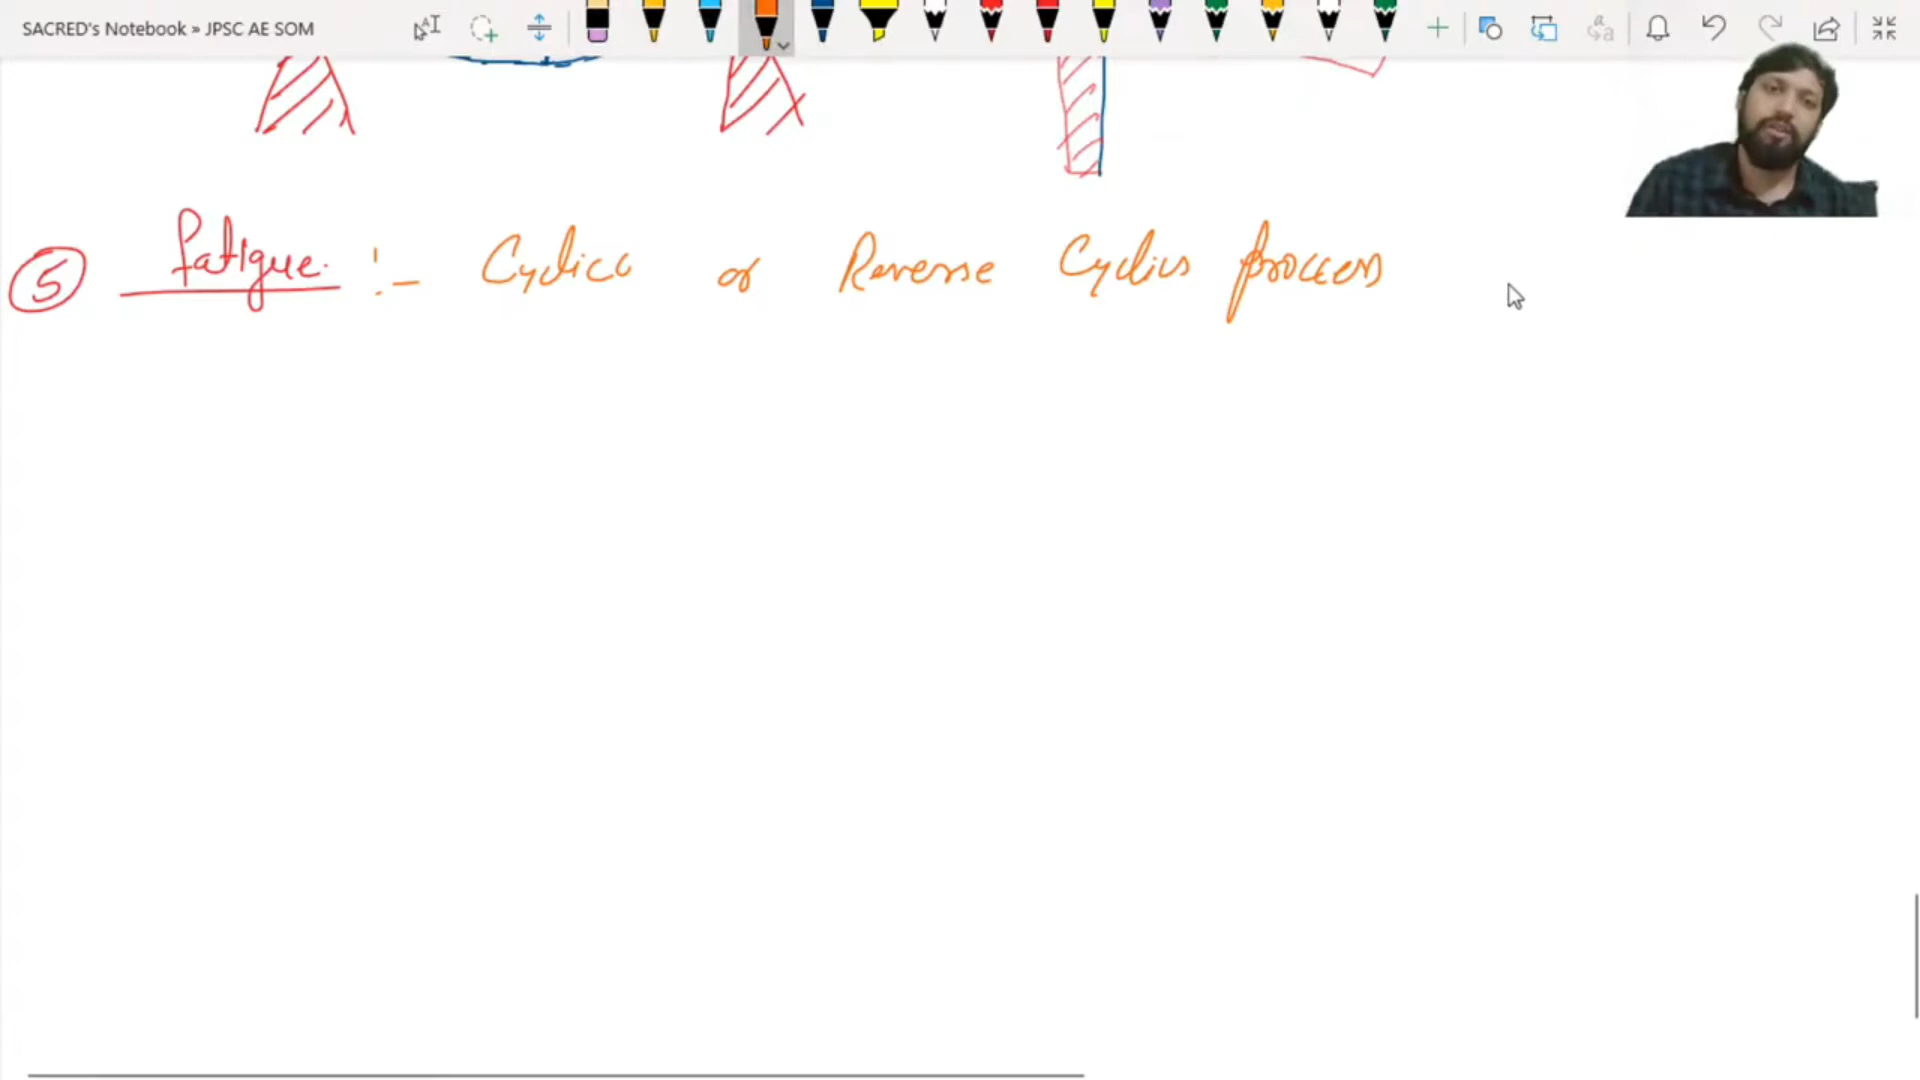 SACRED's Notebook » JPSC AE SOM
⑤ fatigue. :- Cyclic or Reverse Cyclic process